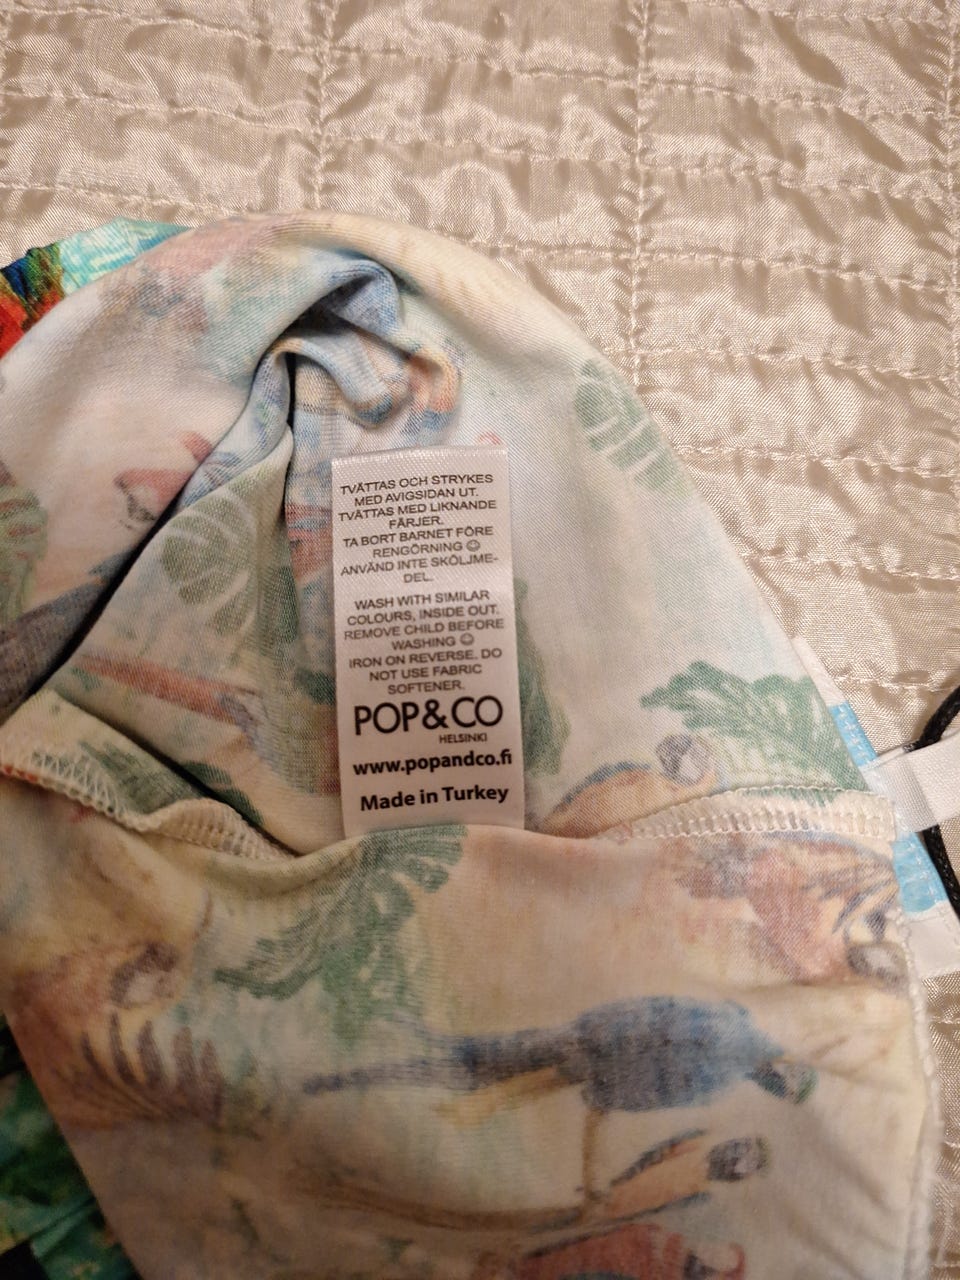 TVÄTTAS OCH STRYKES
MED AVIGSIDAN UT.
TVÄTTAS MED LIKNANDE
FÄRJER.
TA BORT BARNET FÖRE
RENGÖRNING ☺
ANVÄND INTE SKÖLJME-
DEL.
WASH WITH SIMILAR
COLOURS, INSIDE OUT.
REMOVE CHILD BEFORE
WASHING ☺
IRON ON REVERSE. DO
NOT USE FABRIC
SOFTENER.
POP&CO
HELSINKI
www.popandco.fi
Made in Turkey